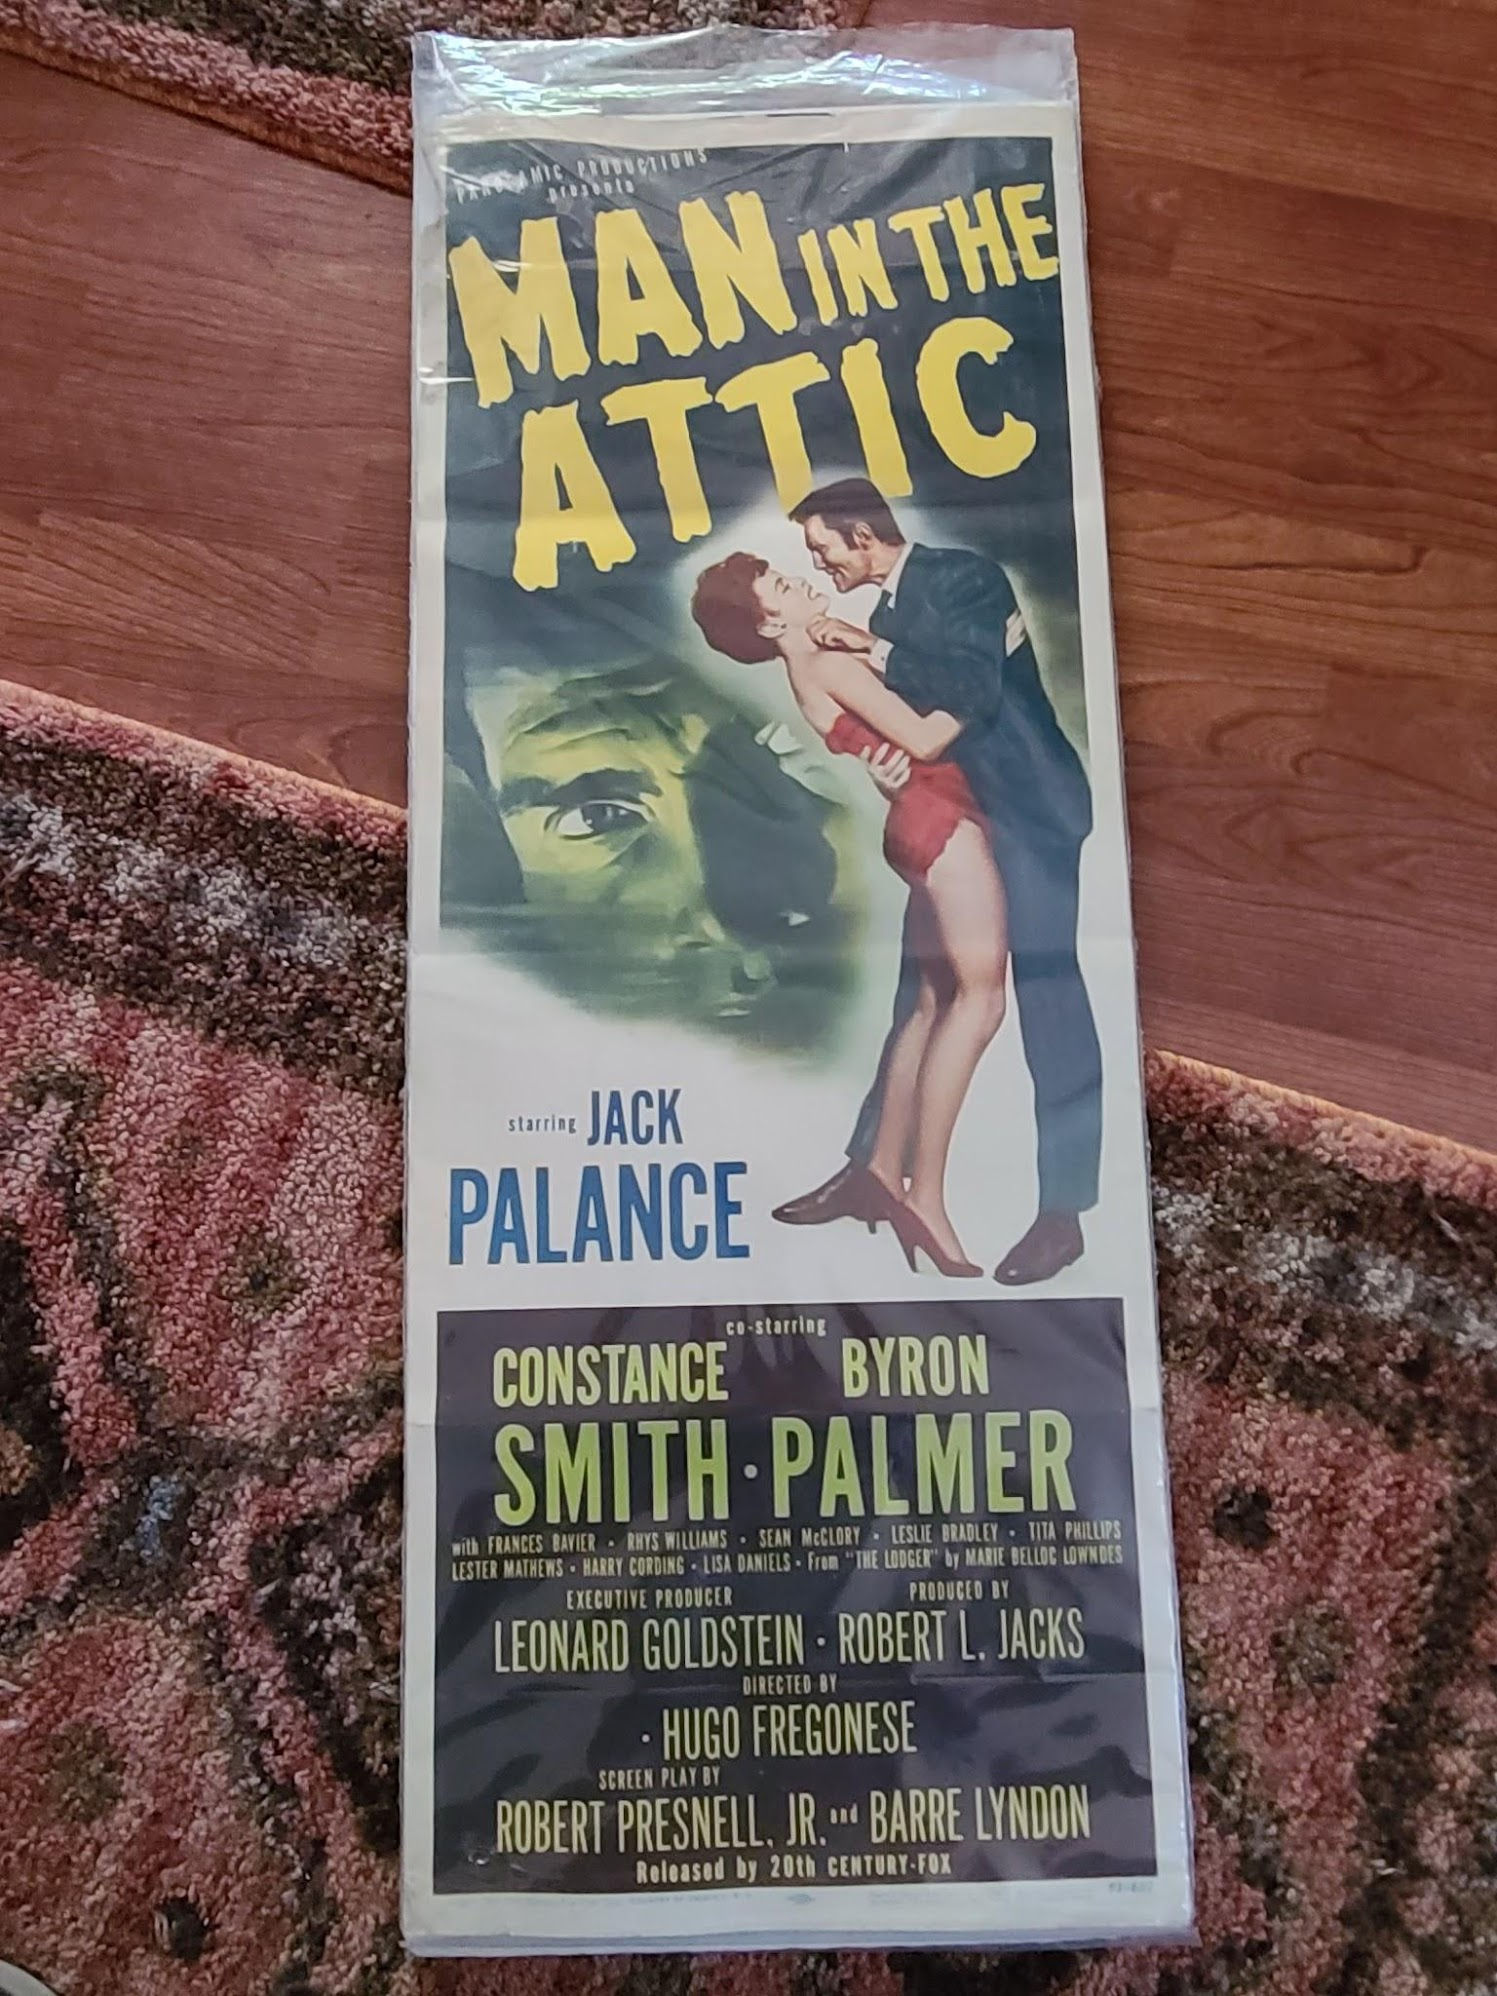 PANORAMIC PRODUCTIONS
presents
MAN IN THE
ATTIC
starring JACK
PALANCE
co-starring
CONSTANCE BYRON
SMITH · PALMER
with FRANCES BAVIER · RHYS WILLIAMS · SEAN McCLORY · LESLIE BRADLEY · TITA PHILLIPS
LESTER MATHEWS · HARRY CORDING · LISA DANIELS · From "THE LODGER" by MARIE BELLOC LOWNDES
EXECUTIVE PRODUCER PRODUCED BY
LEONARD GOLDSTEIN · ROBERT L. JACKS
DIRECTED BY
· HUGO FREGONESE
SCREEN PLAY BY
ROBERT PRESNELL, JR. and BARRE LYNDON
Released by 20th CENTURY-FOX